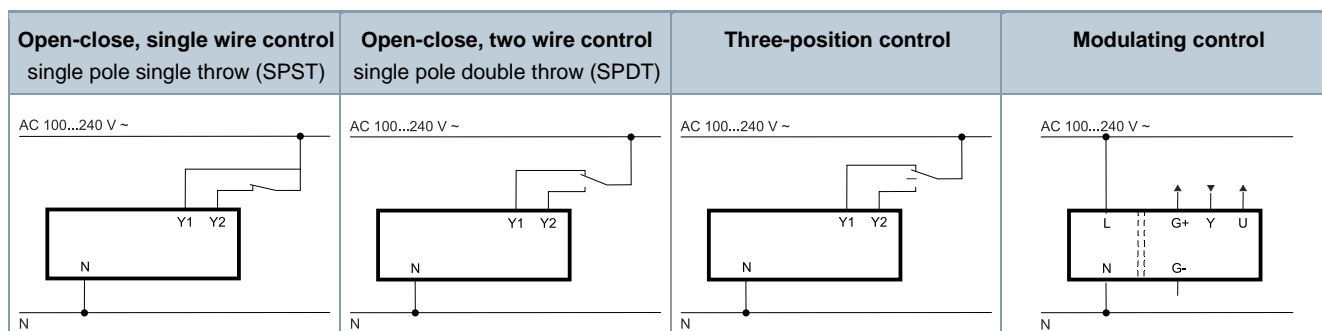 Open-close, single wire control
single pole single throw (SPST)
Open-close, two wire control
single pole double throw (SPDT)
Three-position control
Modulating control
AC 100...240 V ~
Y1 Y2
N
N
AC 100...240 V ~
Y1 Y2
N
N
AC 100...240 V ~
Y1 Y2
N
N
AC 100...240 V ~
L G+ Y U
N G-
N